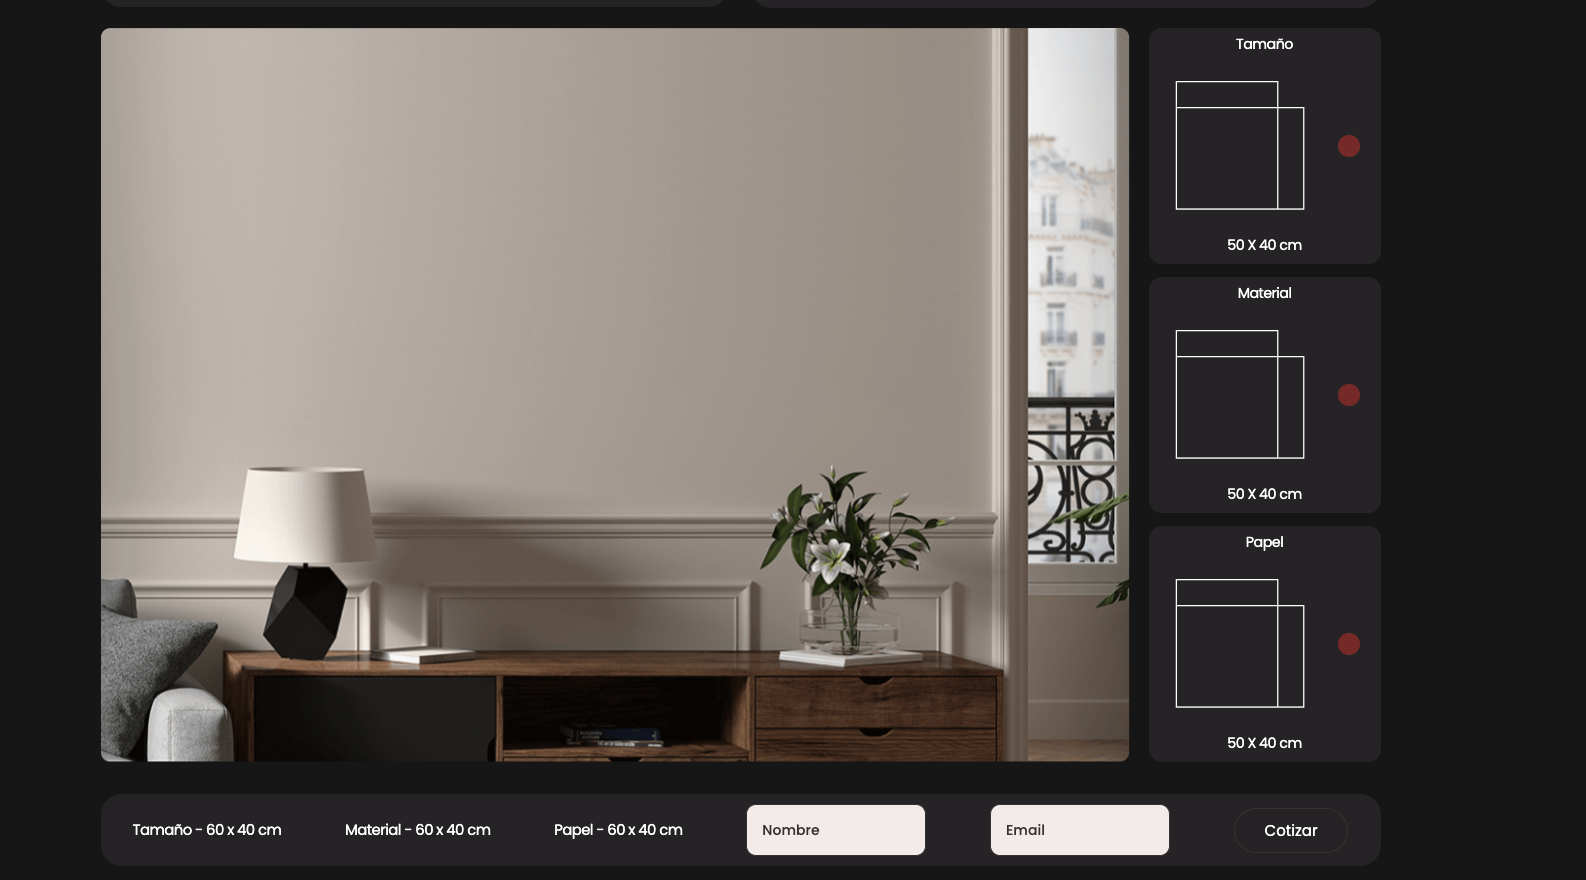 Tamaño
50 X 40 cm
Material
50 X 40 cm
Papel
50 X 40 cm
Tamaño - 60 x 40 cm
Material - 60 x 40 cm
Papel - 60 x 40 cm
Nombre
Email
Cotizar